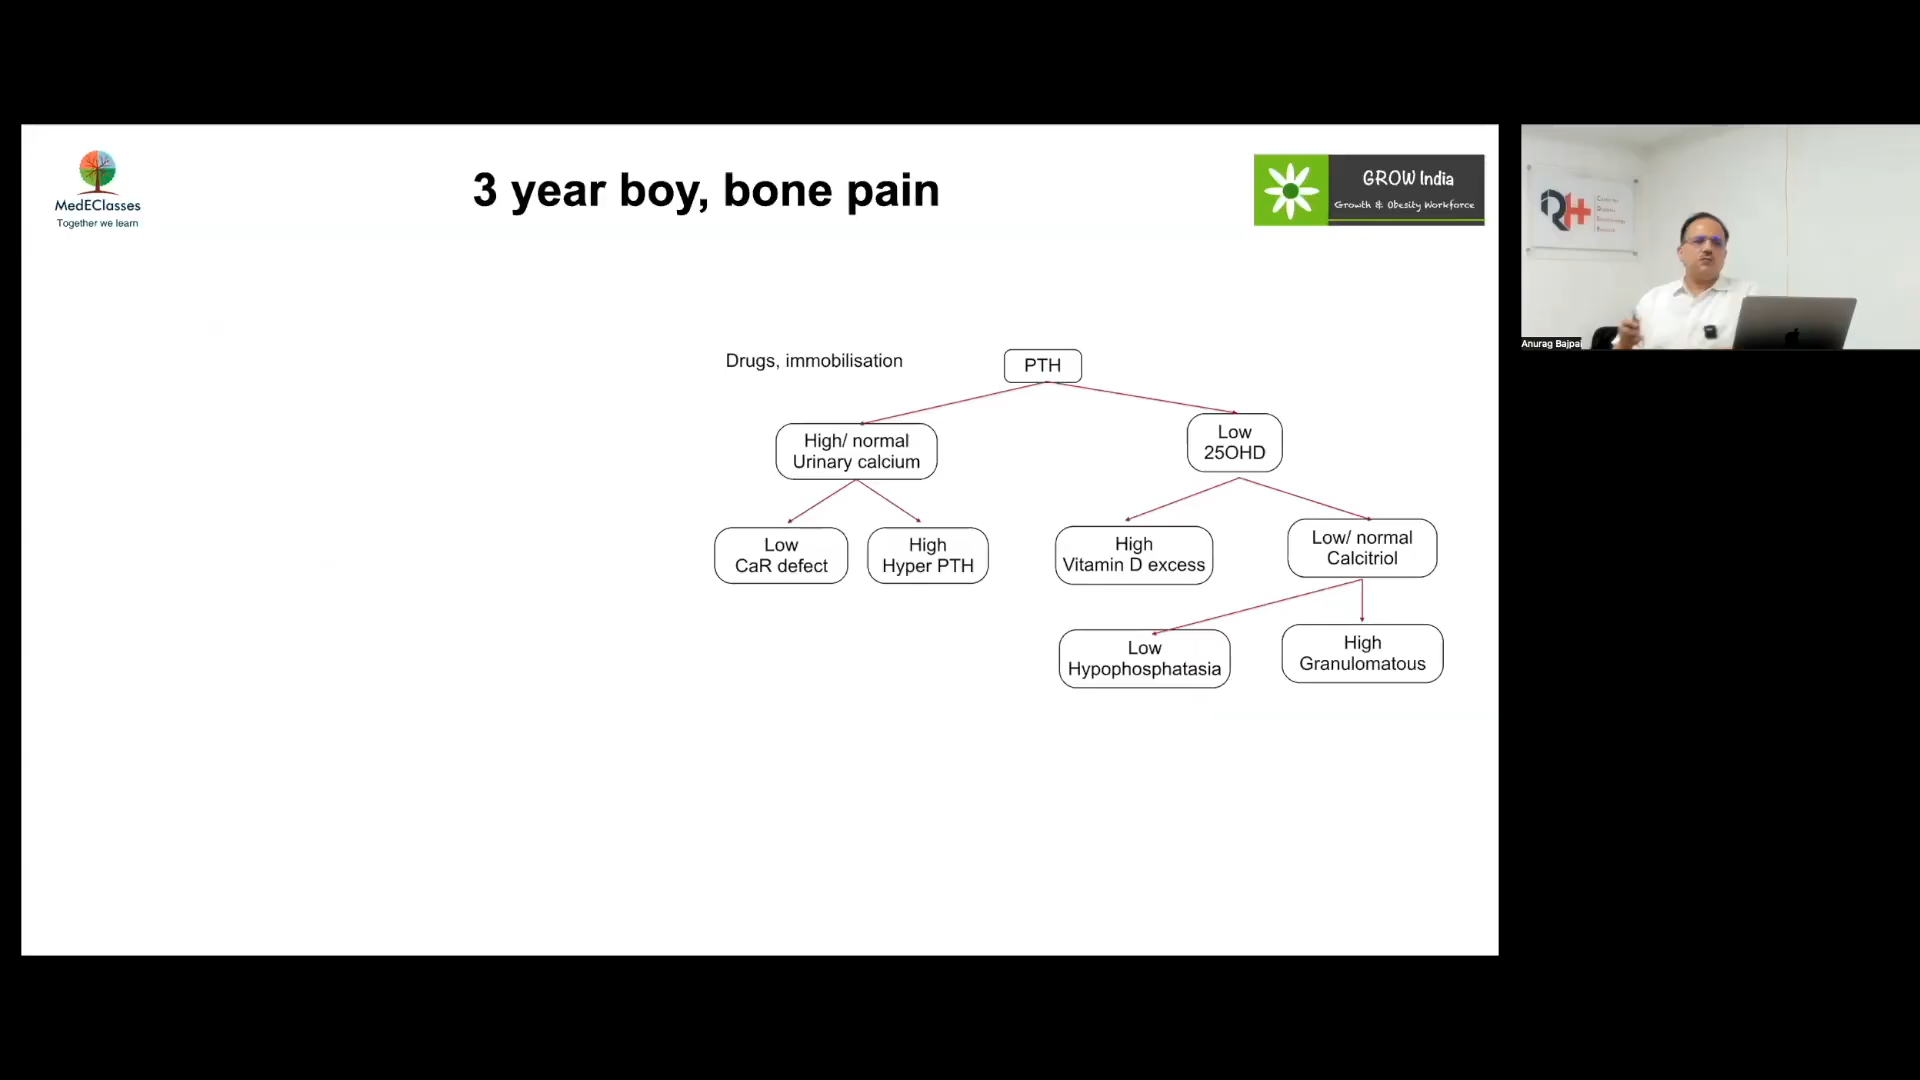 MedEClasses
Together we learn
3 year boy, bone pain
GROW India
Growth & Obesity Workforce
Drugs, immobilisation
PTH
High/ normal
Urinary calcium
Low
25OHD
Low
CaR defect
High
Hyper PTH
High
Vitamin D excess
Low/ normal
Calcitriol
Low
Hypophosphatasia
High
Granulomatous
Anurag Bajpai